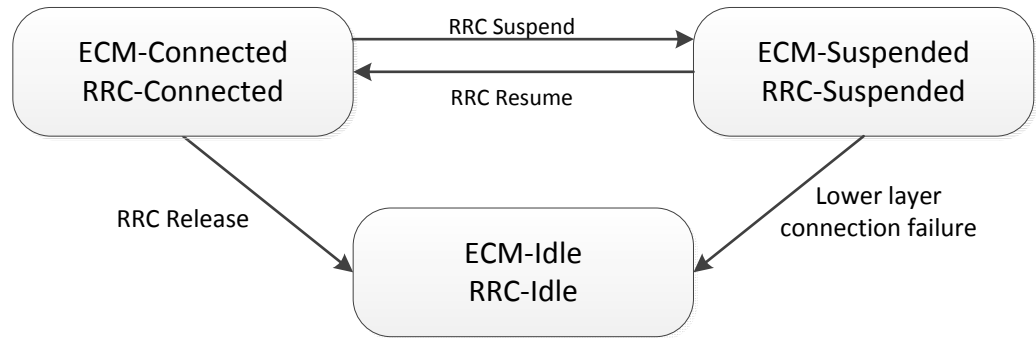 RRC Suspend
ECM-Connected
RRC-Connected
ECM-Suspended
RRC-Suspended
RRC Resume
RRC Release
Lower layer
connection failure
ECM-Idle
RRC-Idle